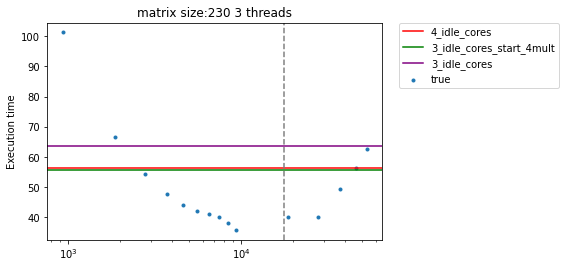 matrix size:230 3 threads
4_idle_cores
3_idle_cores_start_4mult
3_idle_cores
true
Execution time
100
90
80
70
60
50
40
10³
10⁴